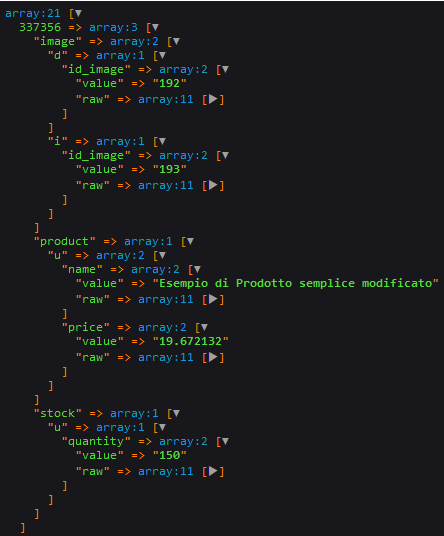 array:21 [▼
  337356 => array:3 [▼
    "image" => array:2 [▼
      "d" => array:1 [▼
        "id_image" => array:2 [▼
          "value" => "192"
          "raw" => array:11 [▶]
        ]
      ]
      "i" => array:1 [▼
        "id_image" => array:2 [▼
          "value" => "193"
          "raw" => array:11 [▶]
        ]
      ]
    ]
    "product" => array:1 [▼
      "u" => array:2 [▼
        "name" => array:2 [▼
          "value" => "Esempio di Prodotto semplice modificato"
          "raw" => array:11 [▶]
        ]
        "price" => array:2 [▼
          "value" => "19.672132"
          "raw" => array:11 [▶]
        ]
      ]
    ]
    "stock" => array:1 [▼
      "u" => array:1 [▼
        "quantity" => array:2 [▼
          "value" => "150"
          "raw" => array:11 [▶]
        ]
      ]
    ]
  ]